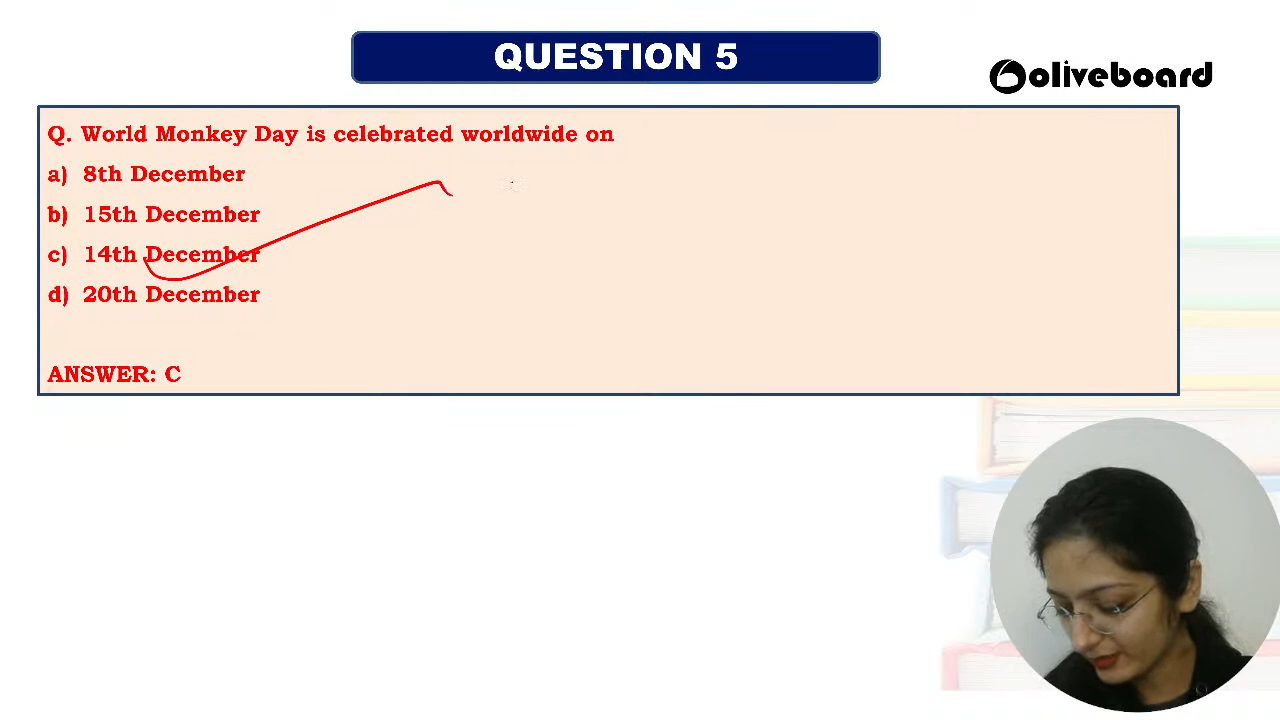 QUESTION 5
oliveboard
Q. World Monkey Day is celebrated worldwide on
a) 8th December
b) 15th December
c) 14th December
d) 20th December
ANSWER: C